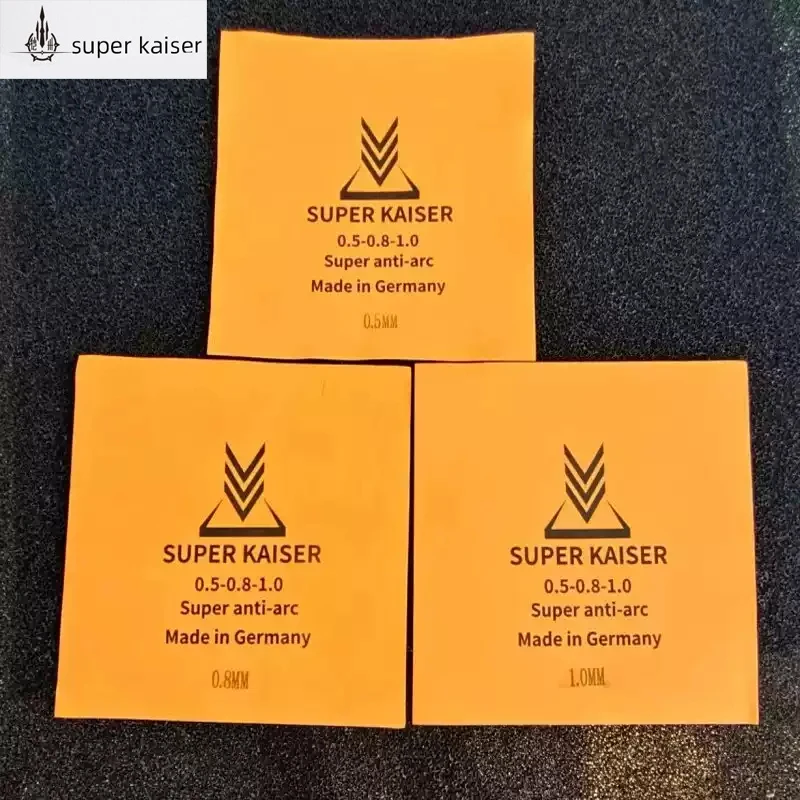 super kaiser
SUPER KAISER
0.5-0.8-1.0
Super anti-arc
Made in Germany
0.5MM
SUPER KAISER
0.5-0.8-1.0
Super anti-arc
Made in Germany
0.8MM
SUPER KAISER
0.5-0.8-1.0
Super anti-arc
Made in Germany
1.0MM